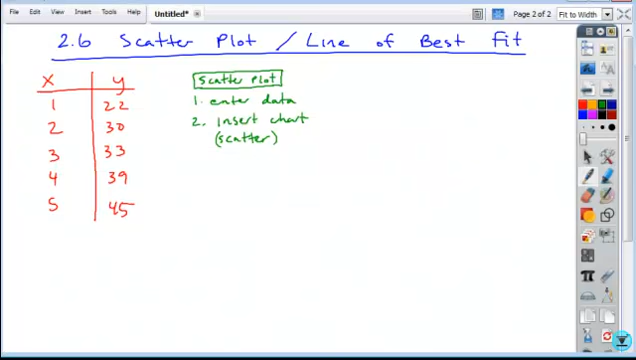 File Edit View Insert Tools Help Untitled* Page 2 of 2 Fit to Width
2.6 Scatter Plot / Line of Best Fit
X y
1 22
2 30
3 33
4 39
5 45
Scatter Plot
1. enter data
2. insert chart
(scatter)